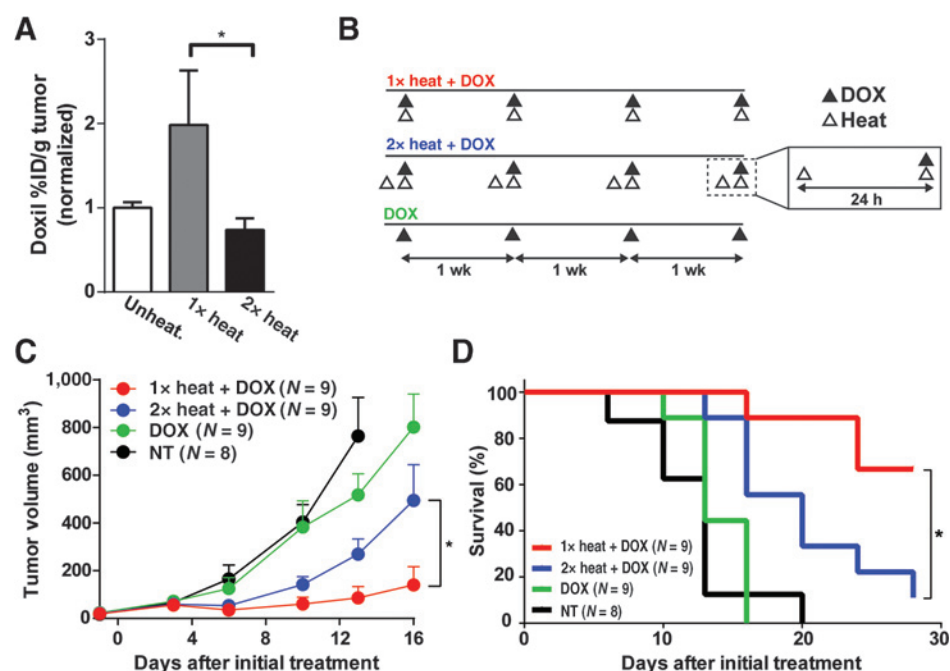 A
3
2
1
0
Doxil %ID/g tumor
(normalized)
*
Unheat.
1× heat
2× heat
B
1× heat + DOX
2× heat + DOX
DOX
1 wk
1 wk
1 wk
DOX
Heat
24 h
C
1,000
800
600
400
200
0
Tumor volume (mm³)
1× heat + DOX (N = 9)
2× heat + DOX (N = 9)
DOX (N = 9)
NT (N = 8)
*
0 4 8 12 16
Days after initial treatment
D
100
80
60
40
20
0
Survival (%)
1× heat + DOX (N = 9)
2× heat + DOX (N = 9)
DOX (N = 9)
NT (N = 8)
*
0 10 20 30
Days after initial treatment